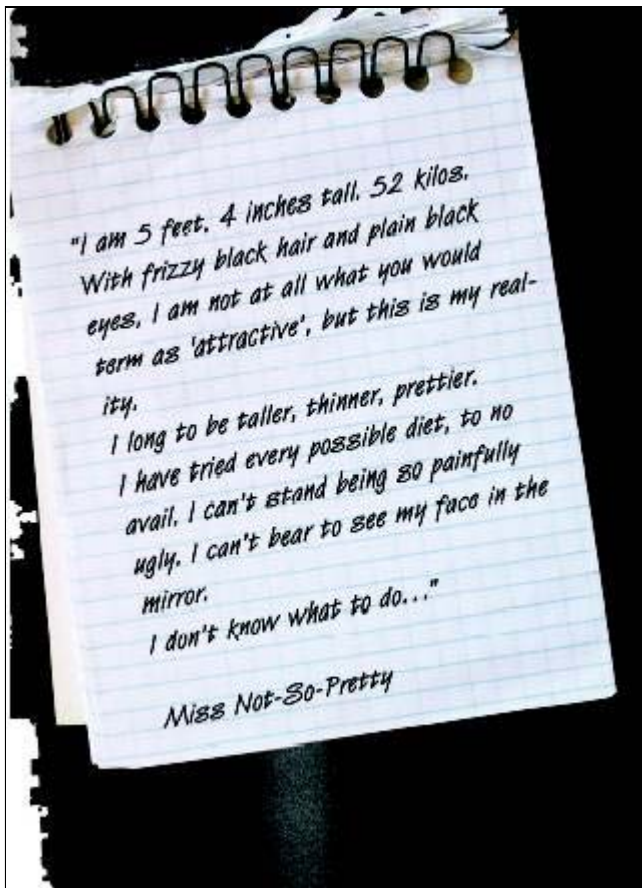 "I am 5 feet. 4 inches tall. 52 kilos.
With frizzy black hair and plain black
eyes, I am not at all what you would
term as 'attractive', but this is my real-
ity.
I long to be taller, thinner, prettier.
I have tried every possible diet, to no
avail. I can't stand being so painfully
ugly. I can't bear to see my face in the
mirror.
I don't know what to do..."
Miss Not-So-Pretty